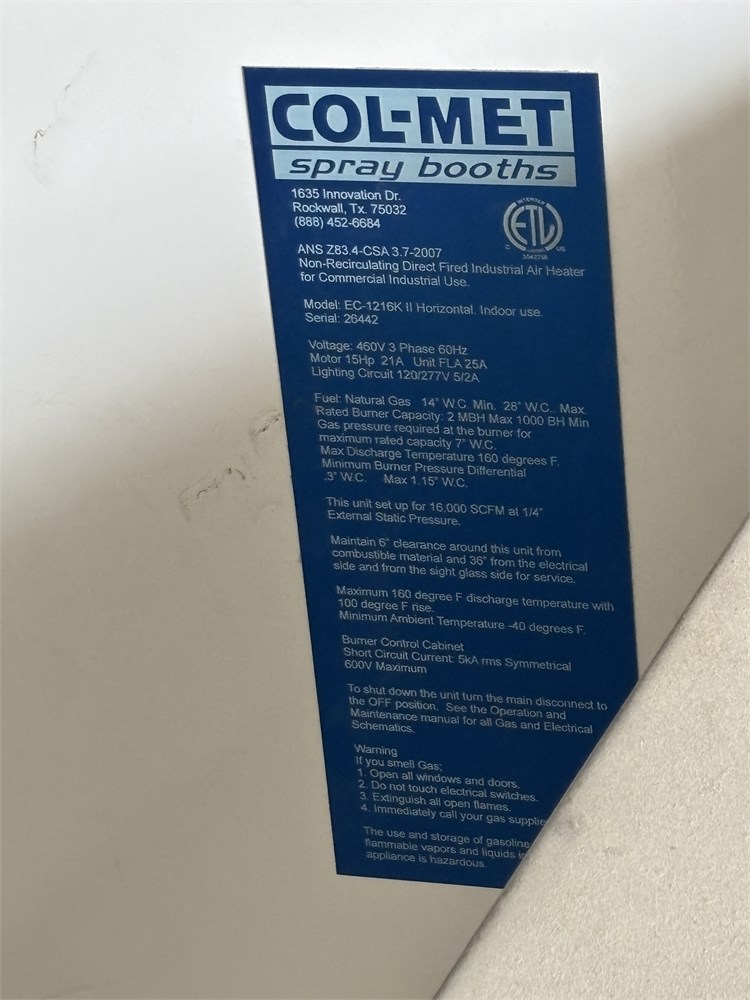 COL-MET
spray booths
1635 Innovation Dr.
Rockwall, Tx. 75032
(888) 452-6684
INTERTEK
ETL
LISTED
C US
3042256
ANS Z83.4-CSA 3.7-2007
Non-Recirculating Direct Fired Industrial Air Heater
for Commercial Industrial Use.
Model: EC-1216K II Horizontal. Indoor use.
Serial: 26442
Voltage: 460V 3 Phase 60Hz
Motor 15Hp 21A Unit FLA 25A
Lighting Circuit 120/277V 5/2A
Fuel: Natural Gas 14" W.C. Min. 28" W.C. Max.
Rated Burner Capacity: 2 MBH Max 1000 BH Min
Gas pressure required at the burner for
maximum rated capacity 7" W.C.
Max Discharge Temperature 160 degrees F.
Minimum Burner Pressure Differential
.3" W.C. Max 1.15" W.C.
This unit set up for 16,000 SCFM at 1/4"
External Static Pressure.
Maintain 6" clearance around this unit from
combustible material and 36" from the electrical
side and from the sight glass side for service.
Maximum 160 degree F discharge temperature with
100 degree F rise.
Minimum Ambient Temperature -40 degrees F.
Burner Control Cabinet
Short Circuit Current: 5kA rms Symmetrical
600V Maximum
To shut down the unit turn the main disconnect to
the OFF position. See the Operation and
Maintenance manual for all Gas and Electrical
Schematics.
Warning
If you smell Gas;
1. Open all windows and doors.
2. Do not touch electrical switches.
3. Extinguish all open flames.
4. Immediately call your gas supplie
The use and storage of gasoline
flammable vapors and liquids in
appliance is hazardous.